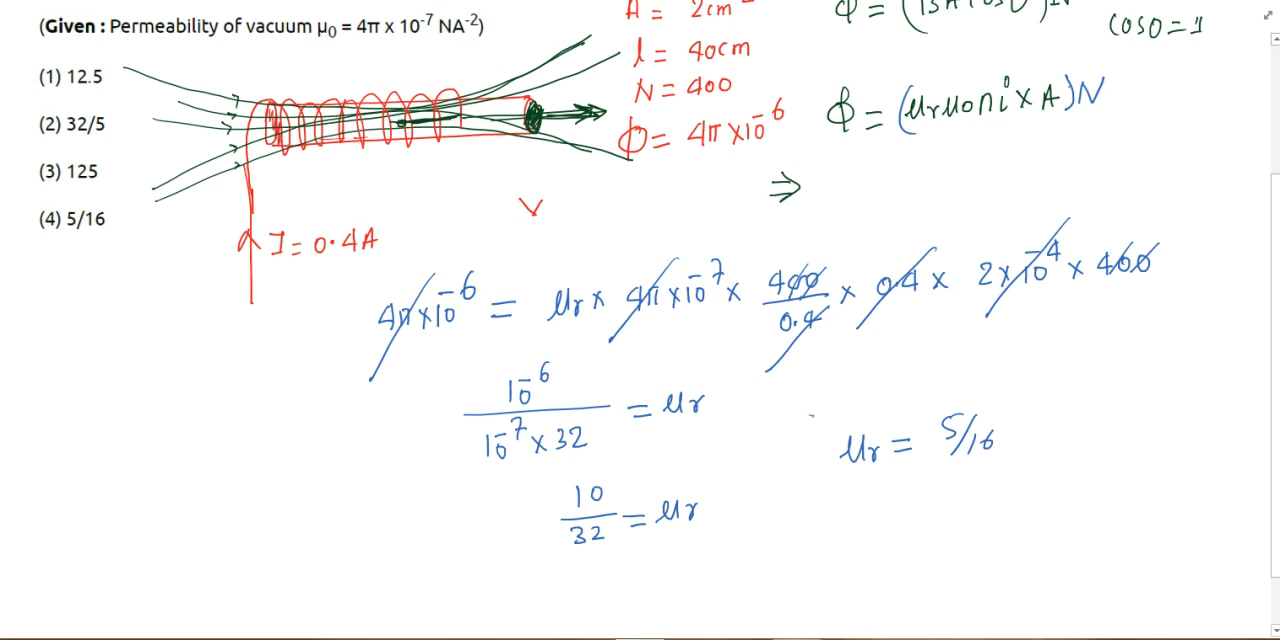 (Given : Permeability of vacuum μ₀ = 4π x 10⁻⁷ NA⁻²)
(1) 12.5
(2) 32/5
(3) 125
(4) 5/16
I = 0.4A
A = 2cm
l = 40cm
N = 400
ϕ = 4π×10⁻⁶
cos0 = 1
ϕ = (μrμ₀ni × A)N
⇒
4π×10⁻⁶ = μr × 4π×10⁻⁷ × 400/0.4 × 0.4 × 2×10⁻⁴ × 400
10⁻⁶/10⁻⁷×32 = μr
μr = 5/16
10/32 = μr